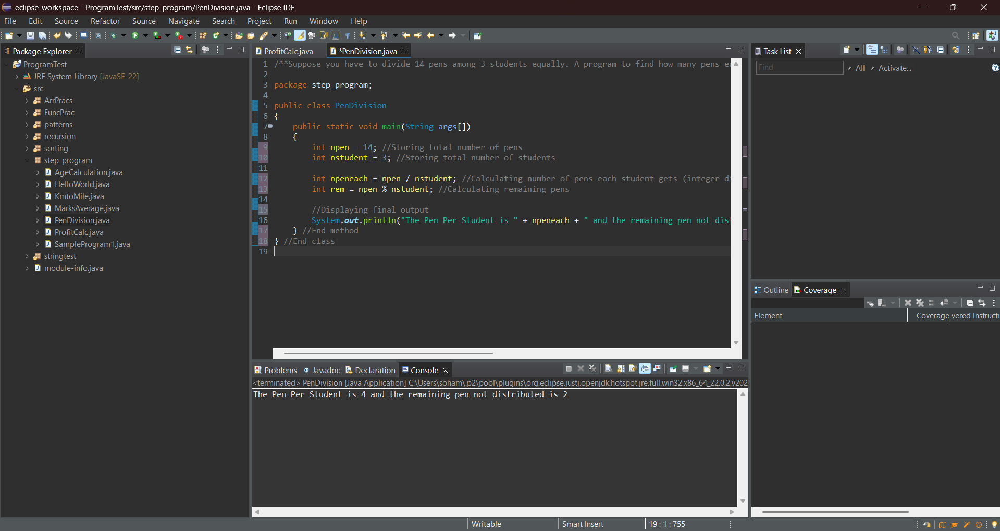 eclipse-workspace - ProgramTest/src/step_program/PenDivision.java - Eclipse IDE
File Edit Source Refactor Source Navigate Search Project Run Window Help
Package Explorer
ProgramTest
JRE System Library [JavaSE-22]
src
ArrPracs
FuncPrac
patterns
recursion
sorting
step_program
AgeCalculation.java
HelloWorld.java
KmtoMile.java
MarksAverage.java
PenDivision.java
ProfitCalc.java
SampleProgram1.java
stringtest
module-info.java
ProfitCalc.java *PenDivision.java
1 /**Suppose you have to divide 14 pens among 3 students equally. A program to find how many pens
2
3 package step_program;
4
5 public class PenDivision
6 {
7 public static void main(String args[])
8 {
9 int npen = 14; //Storing total number of pens
10 int nstudent = 3; //Storing total number of students
11
12 int npeneach = npen / nstudent; //Calculating number of pens each student gets (integer
13 int rem = npen % nstudent; //Calculating remaining pens
14
15 //Displaying final output
16 System.out.println("The Pen Per Student is " + npeneach + " and the remaining pen not dis
17 } //End method
18 } //End class
19
Problems Javadoc Declaration Console
<terminated> PenDivision [Java Application] C:\Users\soham\.p2\pool\plugins\org.eclipse.justj.openjdk.hotspot.jre.full.win32.x86_64_22.0.2.v202
The Pen Per Student is 4 and the remaining pen not distributed is 2
Task List
Find All Activate...
Outline Coverage
Element Coverage vered Instructi
Writable Smart Insert 19 : 1 : 755